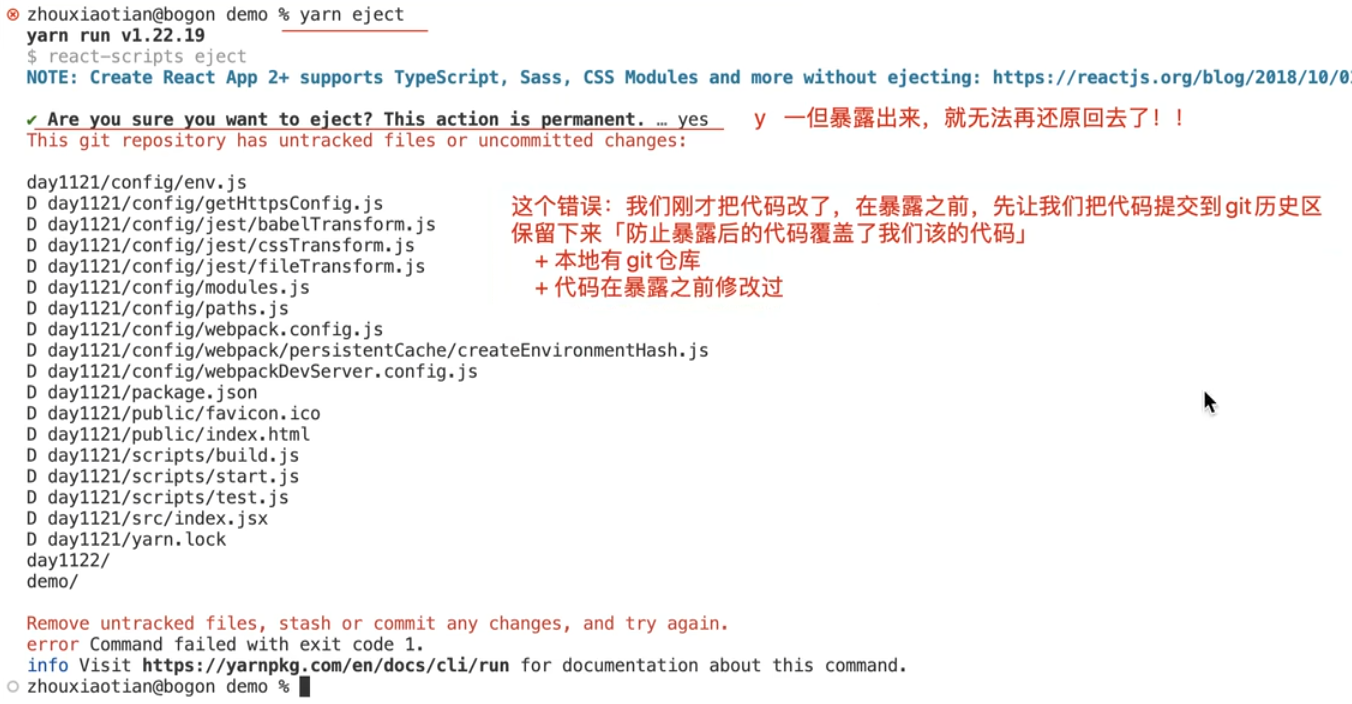 zhouxiaotian@bogon demo % yarn eject
yarn run v1.22.19
$ react-scripts eject
NOTE: Create React App 2+ supports TypeScript, Sass, CSS Modules and more without ejecting: https://reactjs.org/blog/2018/10/0
✔ Are you sure you want to eject? This action is permanent. … yes y 一但暴露出来，就无法再还原回去了！！
This git repository has untracked files or uncommitted changes:
day1121/config/env.js
D day1121/config/getHttpsConfig.js 这个错误：我们刚才把代码改了，在暴露之前，先让我们把代码提交到git历史区
D day1121/config/jest/babelTransform.js 保留下来「防止暴露后的代码覆盖了我们该的代码」
D day1121/config/jest/cssTransform.js
D day1121/config/jest/fileTransform.js + 本地有git仓库
D day1121/config/modules.js + 代码在暴露之前修改过
D day1121/config/paths.js
D day1121/config/webpack.config.js
D day1121/config/webpack/persistentCache/createEnvironmentHash.js
D day1121/config/webpackDevServer.config.js
D day1121/package.json
D day1121/public/favicon.ico
D day1121/public/index.html
D day1121/scripts/build.js
D day1121/scripts/start.js
D day1121/scripts/test.js
D day1121/src/index.jsx
D day1121/yarn.lock
day1122/
demo/
Remove untracked files, stash or commit any changes, and try again.
error Command failed with exit code 1.
info Visit https://yarnpkg.com/en/docs/cli/run for documentation about this command.
zhouxiaotian@bogon demo %